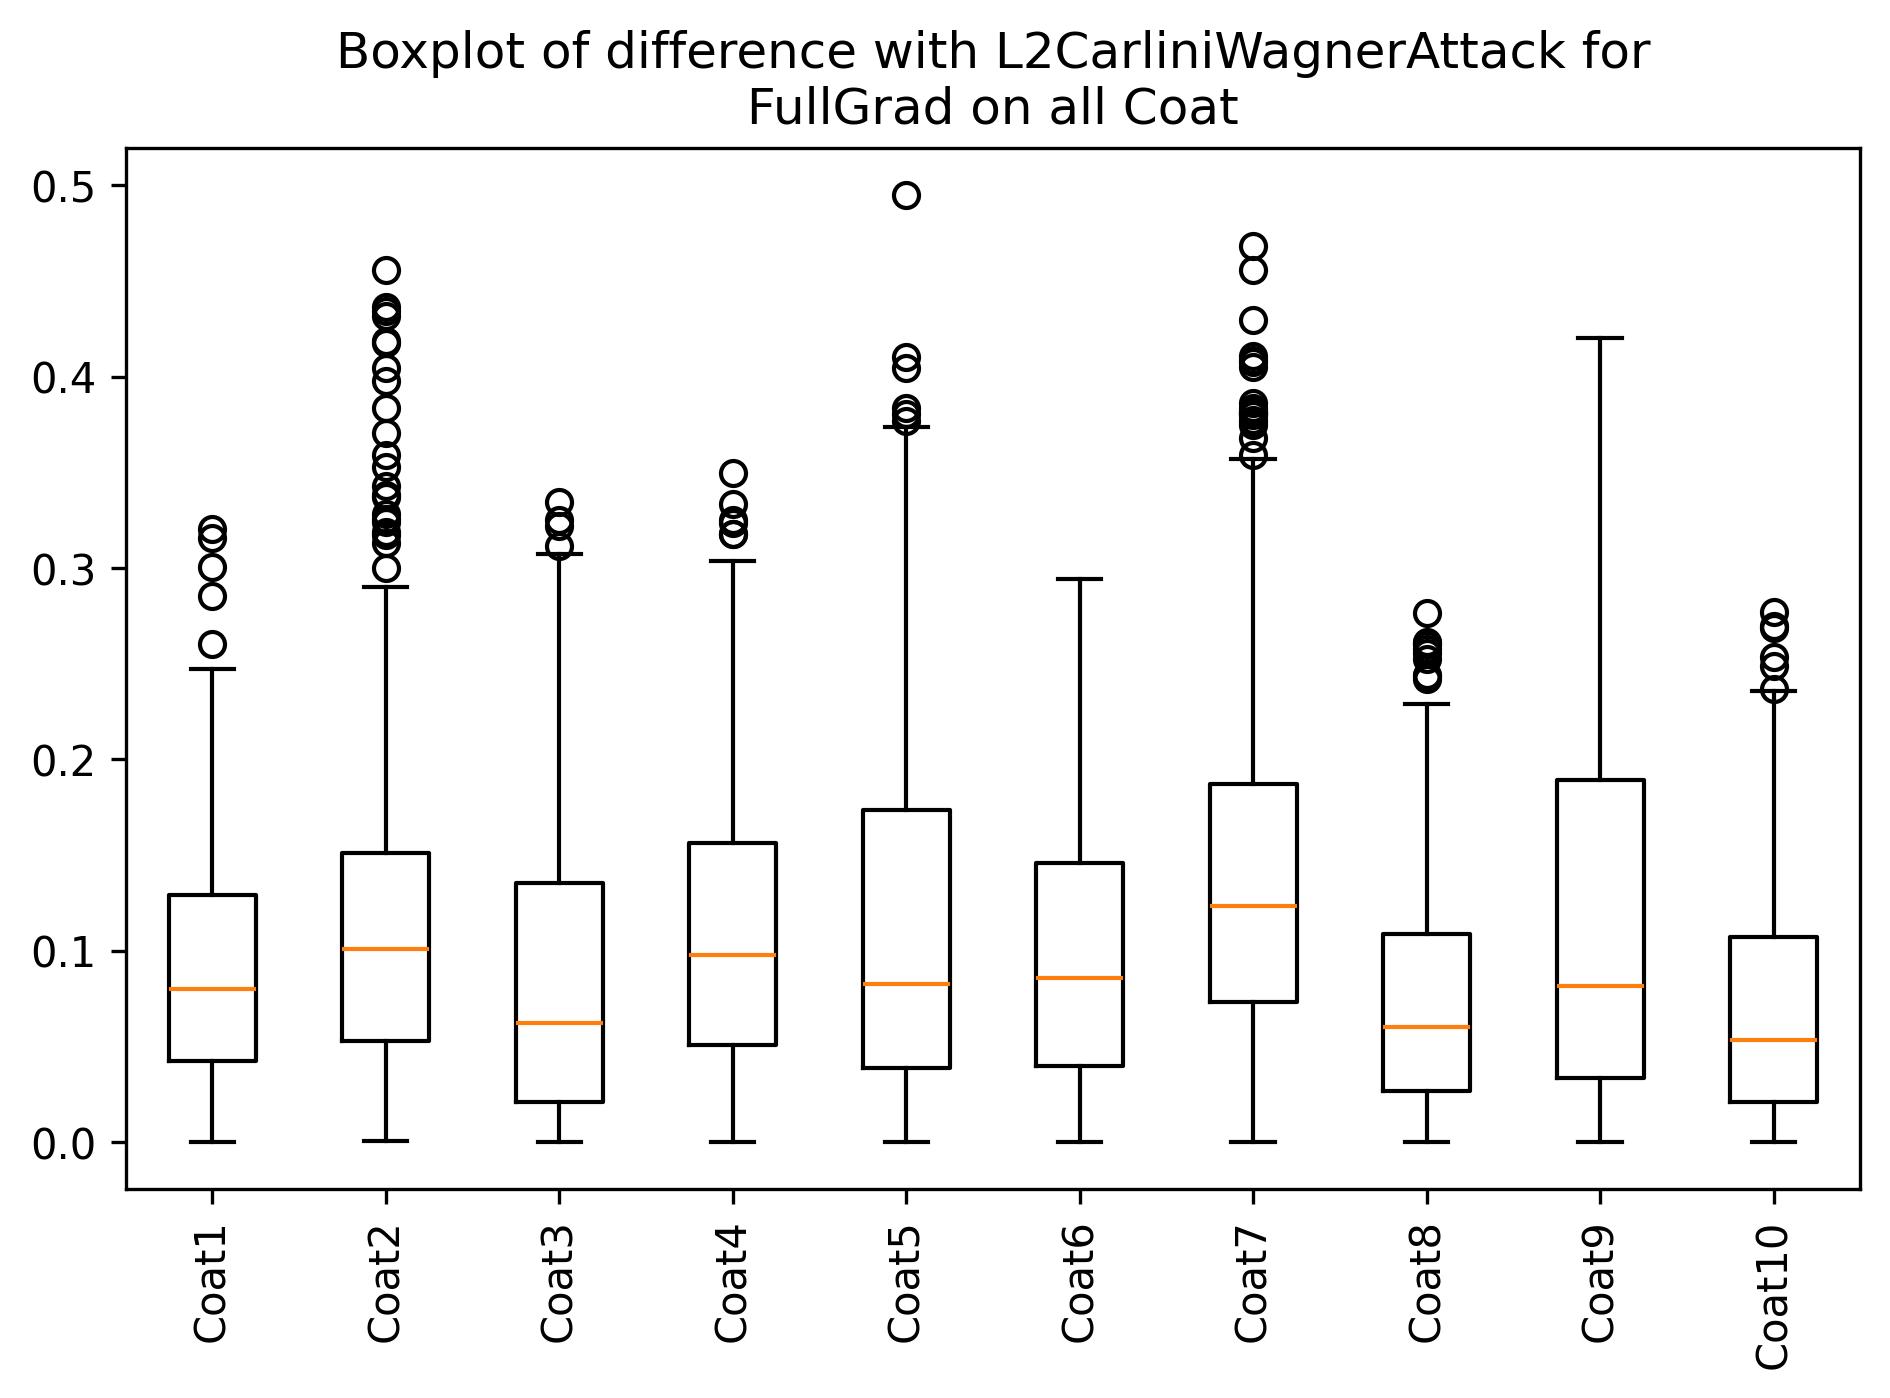 Boxplot of difference with L2CarliniWagnerAttack for
FullGrad on all Coat
0.5
0.4
0.3
0.2
0.1
0.0
Coat1
Coat2
Coat3
Coat4
Coat5
Coat6
Coat7
Coat8
Coat9
Coat10